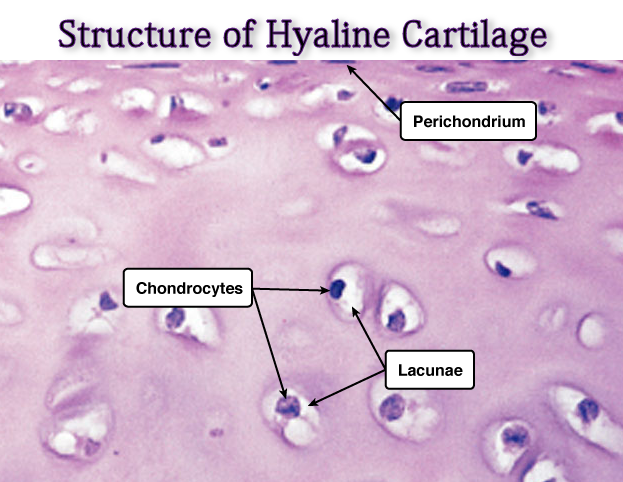 Structure of Hyaline Cartilage
Perichondrium
Chondrocytes
Lacunae